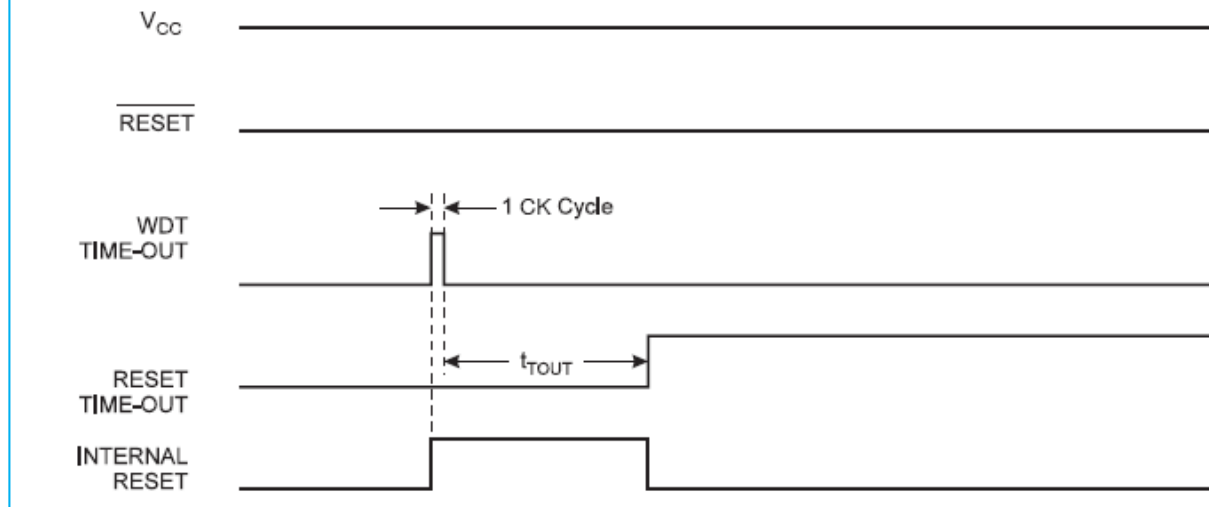 VCC
RESET
1 CK Cycle
WDT
TIME-OUT
tTOUT
RESET
TIME-OUT
INTERNAL
RESET